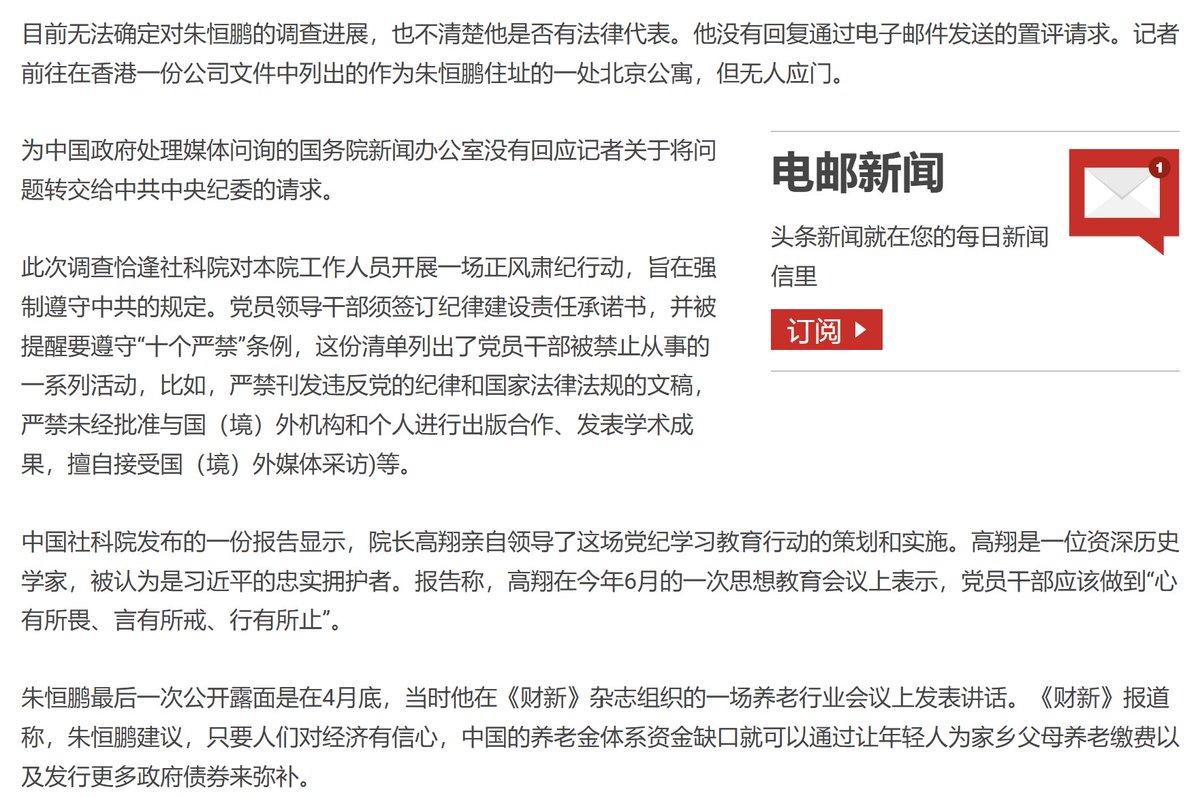 目前无法确定对朱恒鹏的调查进展，也不清楚他是否有法律代表。他没有回复通过电子邮件发送的置评请求。记者
前往在香港一份公司文件中列出的作为朱恒鹏住址的一处北京公寓，但无人应门。
为中国政府处理媒体问询的国务院新闻办公室没有回应记者关于将问
题转交给中共中央纪委的请求。
此次调查恰逢社科院对本院工作人员开展一场正风肃纪行动，旨在强
制遵守中共的规定。党员领导干部须签订纪律建设责任承诺书，并被
提醒要遵守“十个严禁”条例，这份清单列出了党员干部被禁止从事的
一系列活动，比如，严禁刊发违反党的纪律和国家法律法规的文稿，
严禁未经批准与国（境）外机构和个人进行出版合作、发表学术成
果，擅自接受国（境）外媒体采访)等。
电邮新闻
1
头条新闻就在您的每日新闻
信里
订阅
中国社科院发布的一份报告显示，院长高翔亲自领导了这场党纪学习教育行动的策划和实施。高翔是一位资深历史
学家，被认为是习近平的忠实拥护者。报告称，高翔在今年6月的一次思想教育会议上表示，党员干部应该做到“心
有所畏、言有所戒、行有所止”。
朱恒鹏最后一次公开露面是在4月底，当时他在《财新》杂志组织的一场养老行业会议上发表讲话。《财新》报道
称，朱恒鹏建议，只要人们对经济有信心，中国的养老金体系资金缺口就可以通过让年轻人为家乡父母养老缴费以
及发行更多政府债券来弥补。